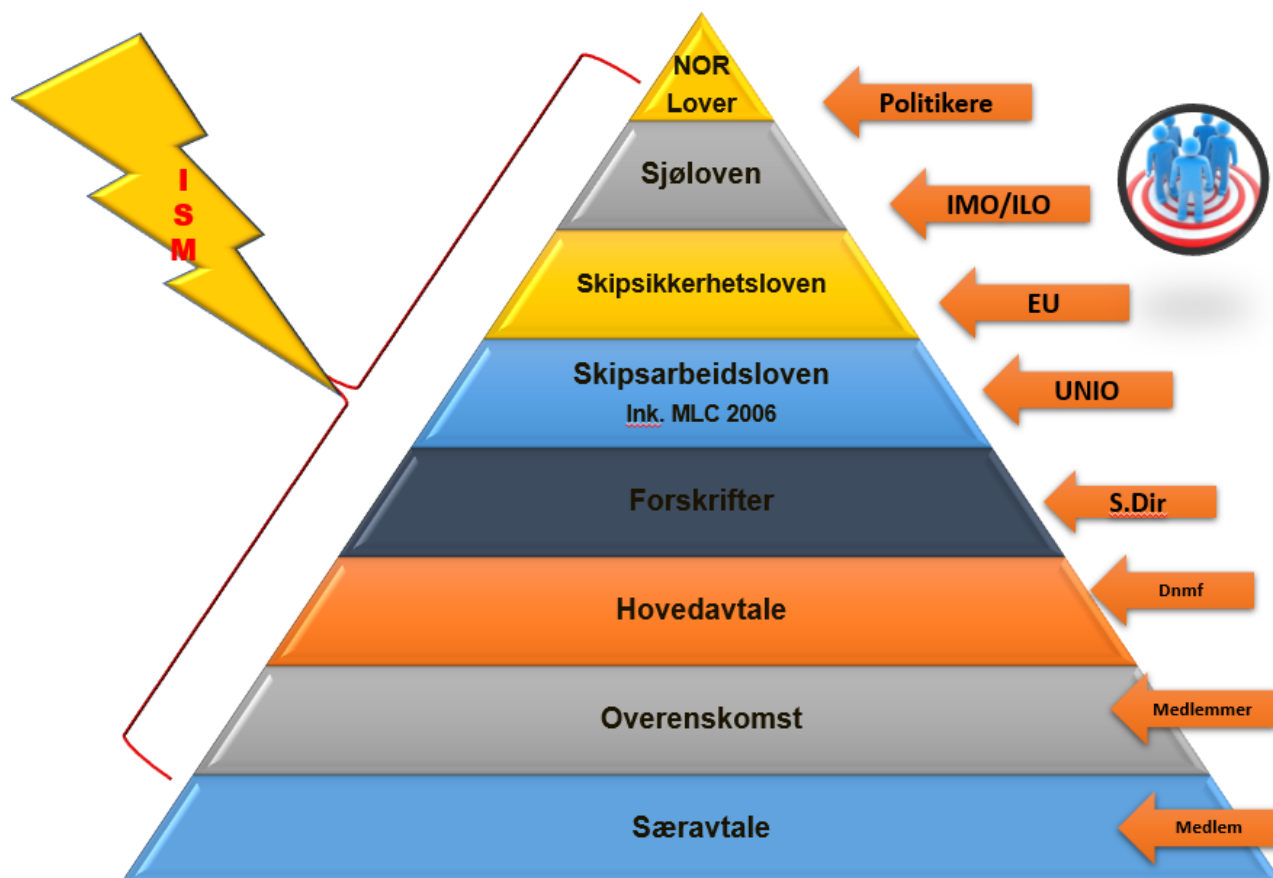 NOR
Lover
Politikere
Sjøloven
IMO/ILO
I
S
M
Skipsikkerhetsloven
EU
Skipsarbeidsloven
Ink. MLC 2006
UNIO
Forskrifter
S.Dir
Hovedavtale
Dnmf
Overenskomst
Medlemmer
Særavtale
Medlem